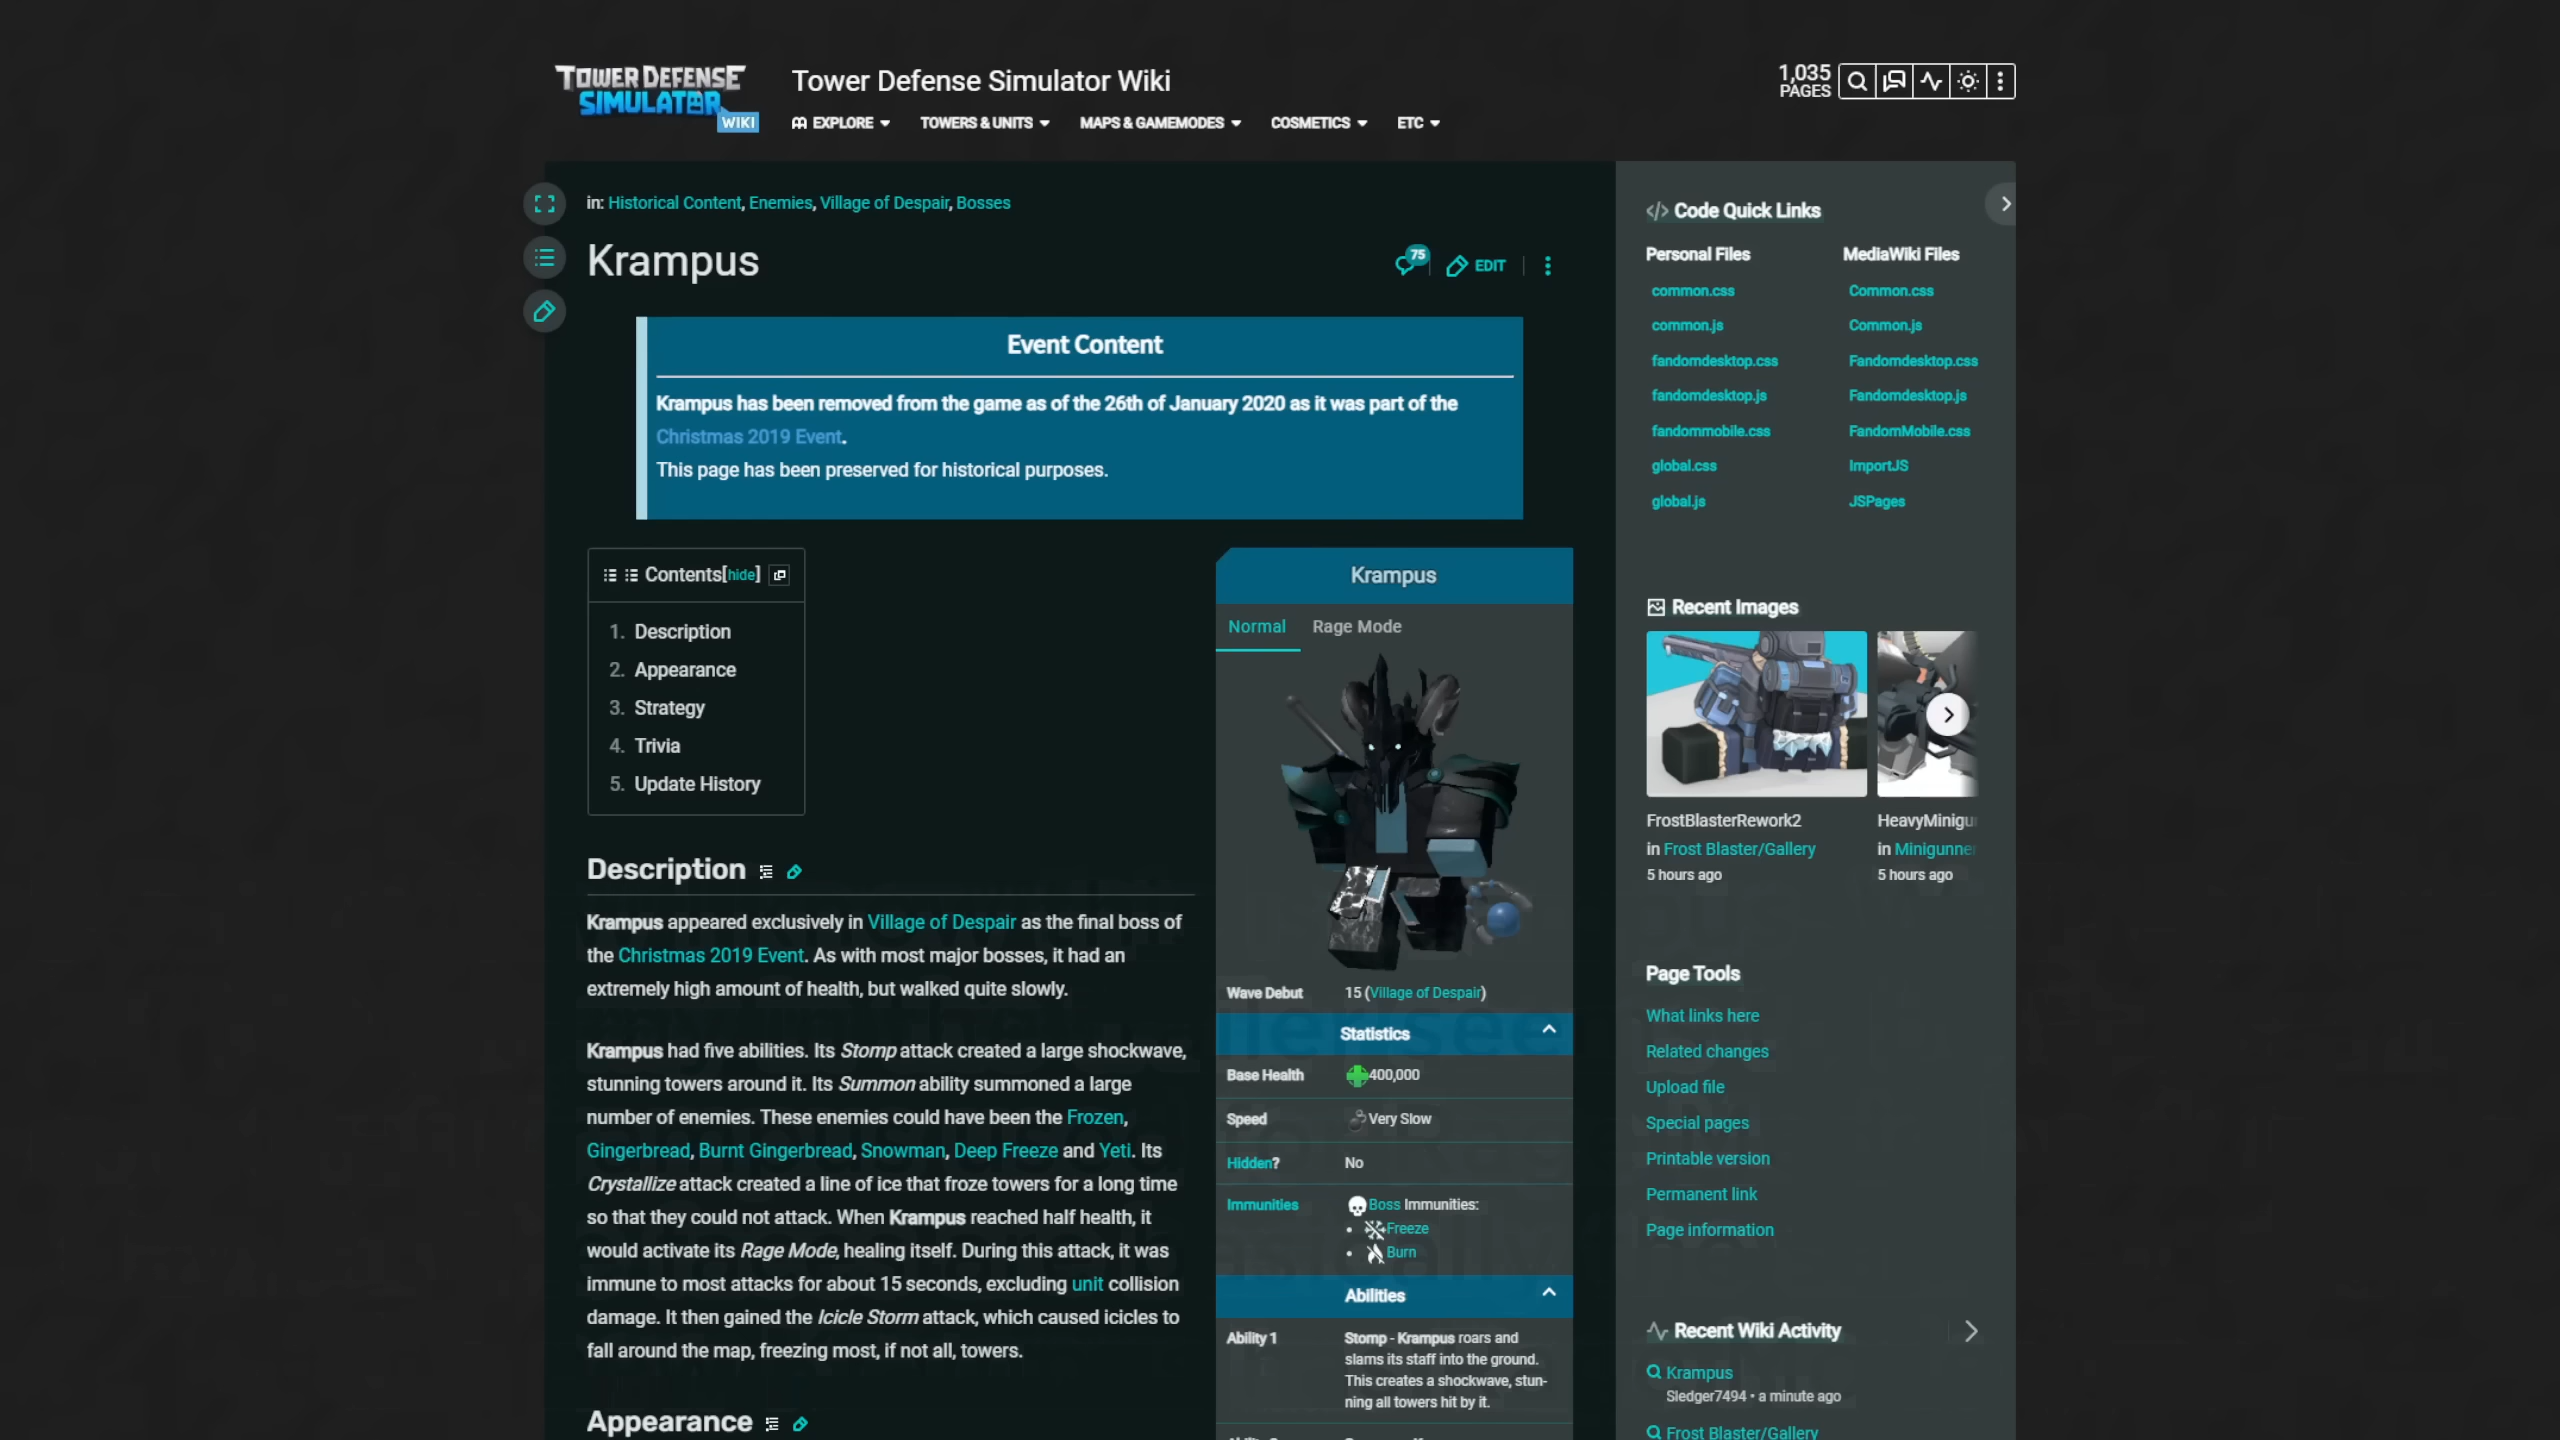 TOWER DEFENSE
SIMULATOR
WIKI
Tower Defense Simulator Wiki
EXPLORE
TOWERS & UNITS
MAPS & GAMEMODES
COSMETICS
ETC
1,035
PAGES
in: Historical Content, Enemies, Village of Despair, Bosses
Krampus
75
EDIT
Event Content
Krampus has been removed from the game as of the 26th of January 2020 as it was part of the
Christmas 2019 Event.
This page has been preserved for historical purposes.
Contents[hide]
1. Description
2. Appearance
3. Strategy
4. Trivia
5. Update History
Description
Krampus appeared exclusively in Village of Despair as the final boss of
the Christmas 2019 Event. As with most major bosses, it had an
extremely high amount of health, but walked quite slowly.
Krampus had five abilities. Its Stomp attack created a large shockwave,
stunning towers around it. Its Summon ability summoned a large
number of enemies. These enemies could have been the Frozen,
Gingerbread, Burnt Gingerbread, Snowman, Deep Freeze and Yeti. Its
Crystallize attack created a line of ice that froze towers for a long time
so that they could not attack. When Krampus reached half health, it
would activate its Rage Mode, healing itself. During this attack, it was
immune to most attacks for about 15 seconds, excluding unit collision
damage. It then gained the Icicle Storm attack, which caused icicles to
fall around the map, freezing most, if not all, towers.
Appearance
Krampus
Normal
Rage Mode
Wave Debut
15 (Village of Despair)
Statistics
Base Health
400,000
Speed
Very Slow
Hidden?
No
Immunities
Boss Immunities:
• Freeze
• Burn
Abilities
Ability 1
Stomp - Krampus roars and
slams its staff into the ground.
This creates a shockwave, stun-
ning all towers hit by it.
</> Code Quick Links
Personal Files
common.css
common.js
fandomdesktop.css
fandomdesktop.js
fandommobile.css
global.css
global.js
MediaWiki Files
Common.css
Common.js
Fandomdesktop.css
Fandomdesktop.js
FandomMobile.css
ImportJS
JSPages
Recent Images
FrostBlasterRework2
in Frost Blaster/Gallery
5 hours ago
HeavyMinigu
in Minigunner
5 hours ago
Page Tools
What links here
Related changes
Upload file
Special pages
Printable version
Permanent link
Page information
Recent Wiki Activity
Krampus
Sledger7494 • a minute ago
Frost Blaster/Gallery